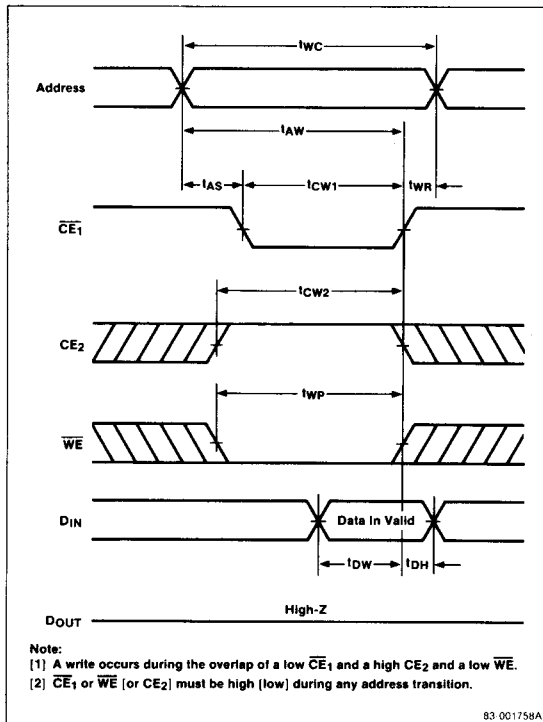 tWC
Address
tAW
tAS
tCW1
tWR
CE1
tCW2
CE2
tWP
WE
DIN
Data In Valid
tDW
tDH
High-Z
DOUT
Note:
[1] A write occurs during the overlap of a low CE1 and a high CE2 and a low WE.
[2] CE1 or WE [or CE2] must be high [low] during any address transition.
83-001758A